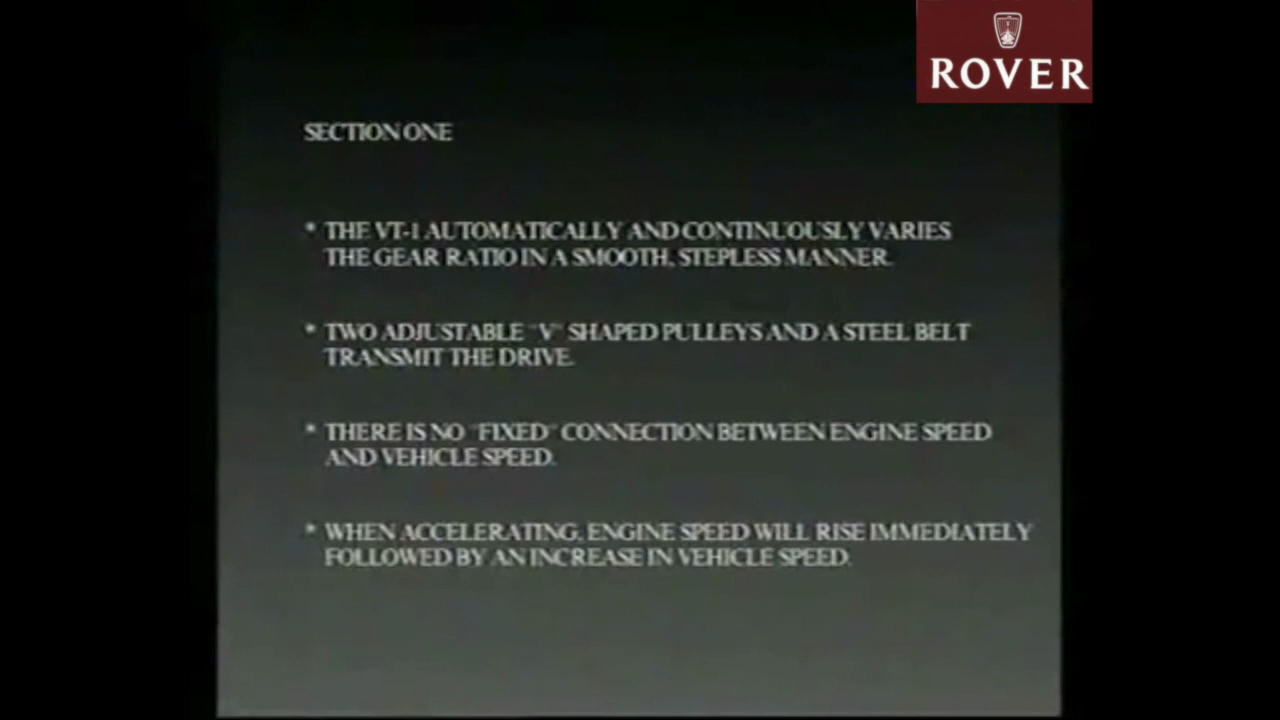 ROVER
SECTION ONE
* THE VT-1 AUTOMATICALLY AND CONTINUOUSLY VARIES
THE GEAR RATIO IN A SMOOTH, STEPLESS MANNER.
* TWO ADJUSTABLE "V" SHAPED PULLEYS AND A STEEL BELT
TRANSMIT THE DRIVE.
* THERE IS NO "FIXED" CONNECTION BETWEEN ENGINE SPEED
AND VEHICLE SPEED.
* WHEN ACCELERATING, ENGINE SPEED WILL RISE IMMEDIATELY
FOLLOWED BY AN INCREASE IN VEHICLE SPEED.